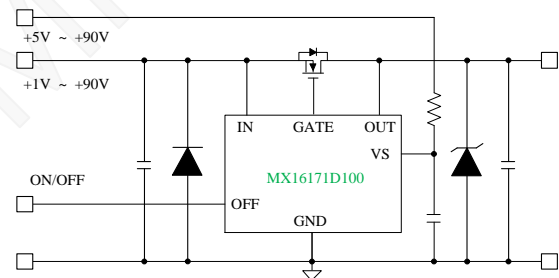 +5V ~ +90V
+1V ~ +90V
IN GATE OUT
VS
MX16171D100
ON/OFF
OFF
GND